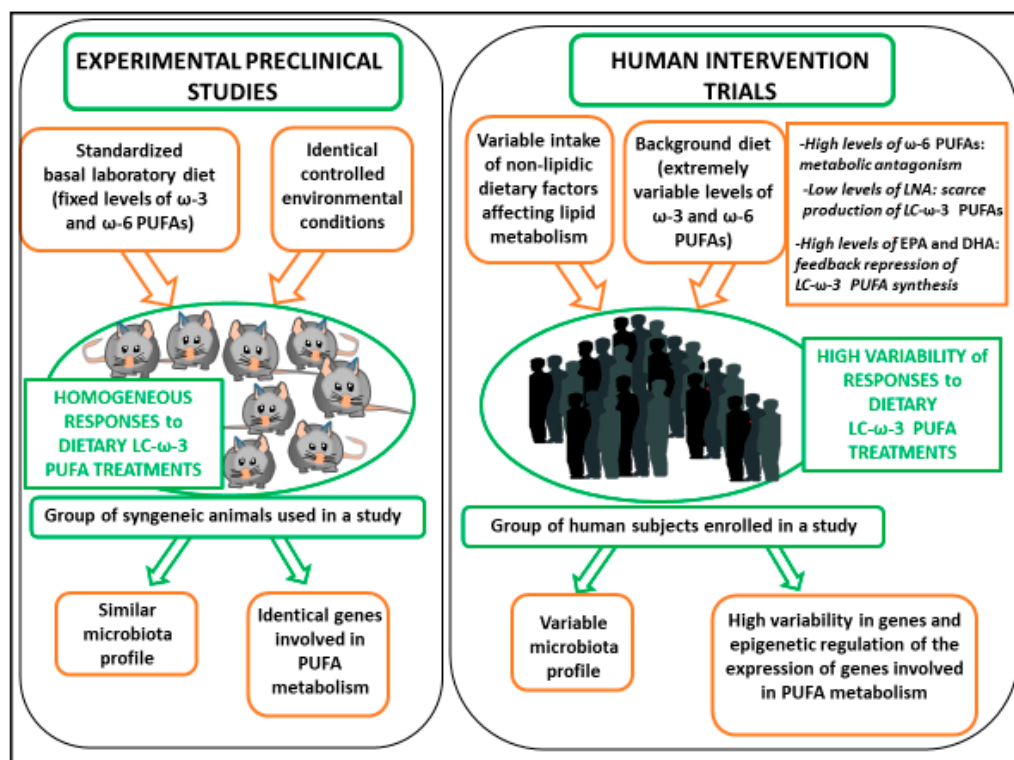 EXPERIMENTAL PRECLINICAL
STUDIES
Standardized
basal laboratory diet
(fixed levels of ω-3
and ω-6 PUFAs)
Identical
controlled
environmental
conditions
HOMOGENEOUS
RESPONSES to
DIETARY LC-ω-3
PUFA TREATMENTS
Group of syngeneic animals used in a study
Similar
microbiota
profile
Identical genes
involved in
PUFA
metabolism
HUMAN INTERVENTION
TRIALS
Variable intake
of non-lipidic
dietary factors
affecting lipid
metabolism
Background diet
(extremely
variable levels of
ω-3 and ω-6
PUFAs)
-High levels of ω-6 PUFAs:
metabolic antagonism
-Low levels of LNA: scarce
production of LC-ω-3 PUFAs
-High levels of EPA and DHA:
feedback repression of
LC-ω-3 PUFA synthesis
HIGH VARIABILITY of
RESPONSES to
DIETARY
LC-ω-3 PUFA
TREATMENTS
Group of human subjects enrolled in a study
Variable
microbiota
profile
High variability in genes and
epigenetic regulation of the
expression of genes involved
in PUFA metabolism